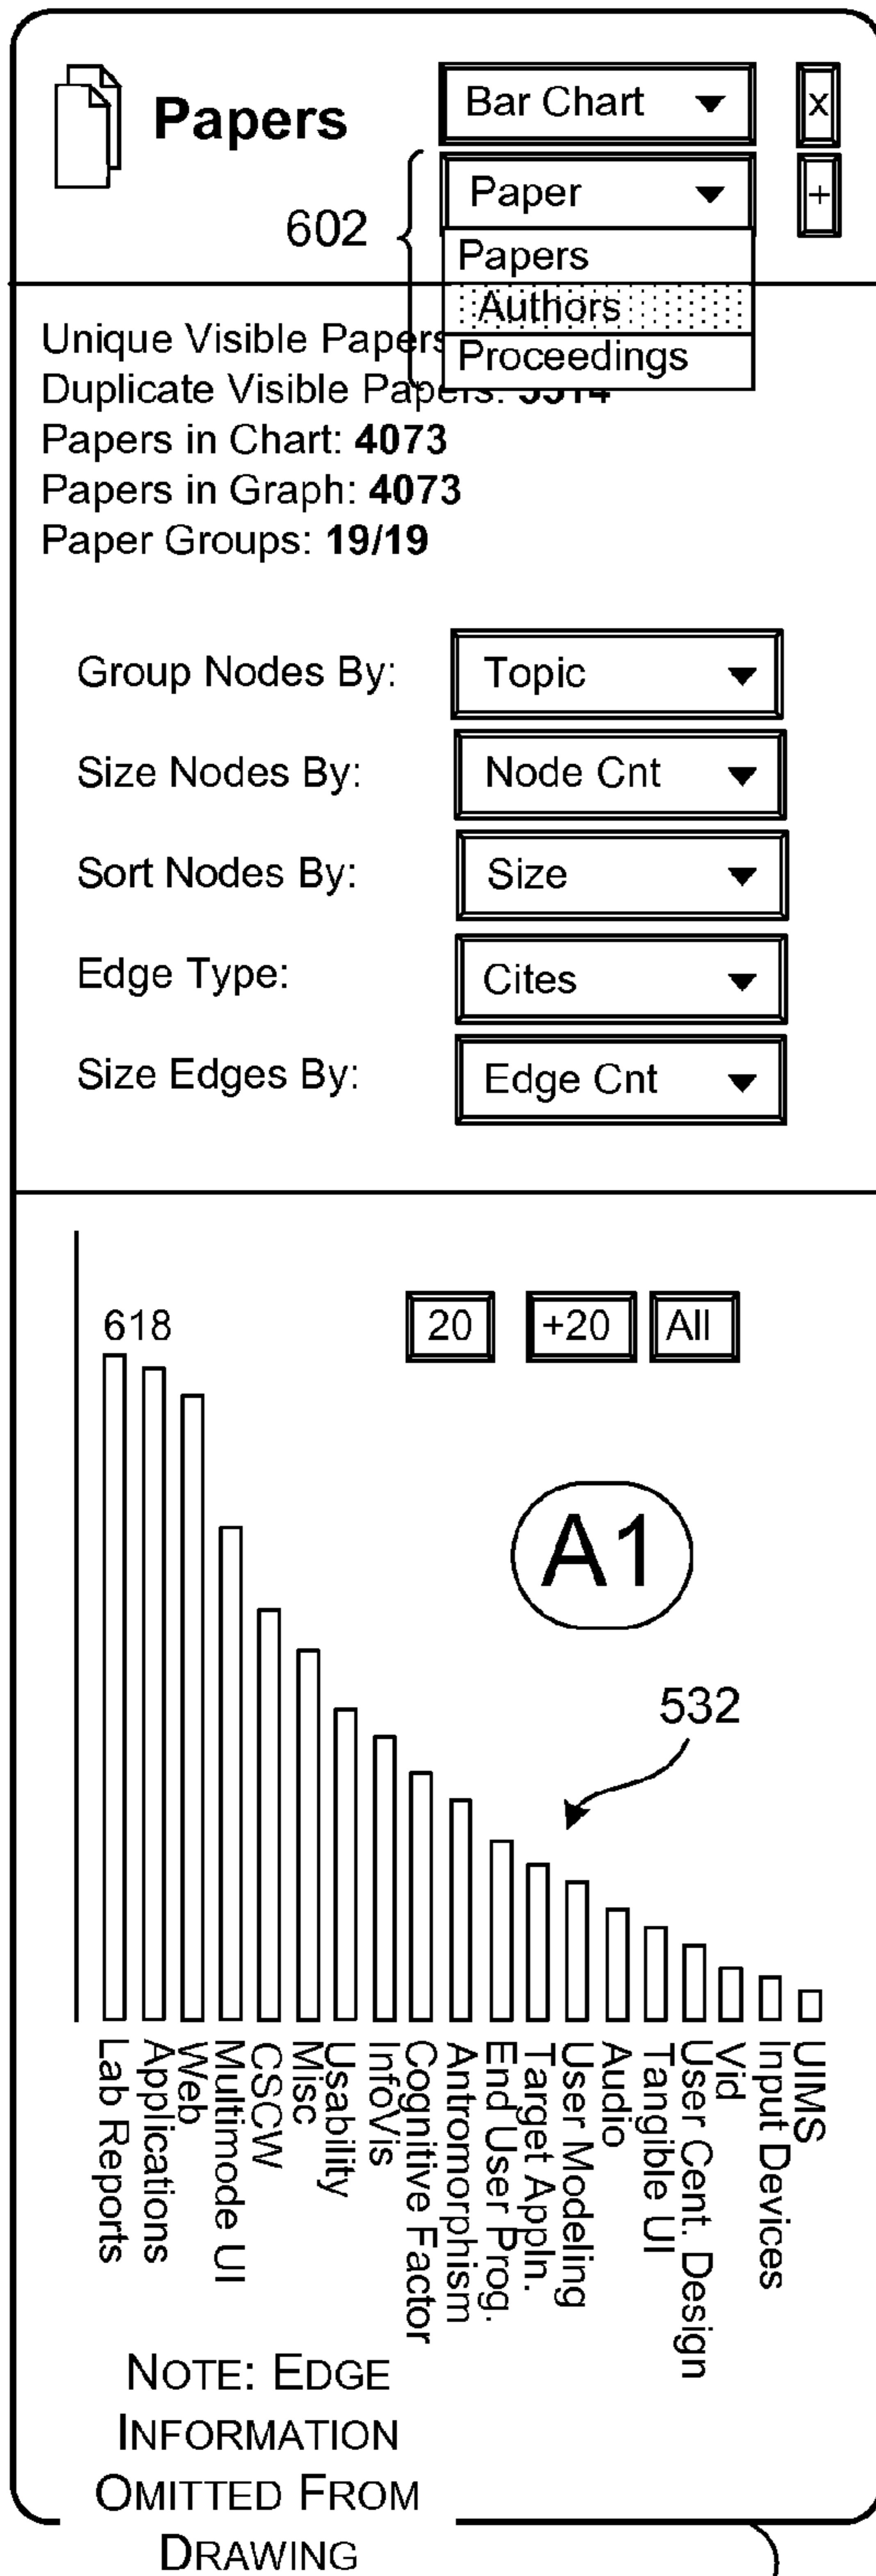 Papers
Bar Chart
x
Paper
+
602
Papers
Authors
Proceedings
Unique Visible Papers
Duplicate Visible Papers:
Papers in Chart: 4073
Papers in Graph: 4073
Paper Groups: 19/19
Group Nodes By: Topic
Size Nodes By: Node Cnt
Sort Nodes By: Size
Edge Type: Cites
Size Edges By: Edge Cnt
618
20 +20 All
A1
532
Lab Reports
Applications
Web
Multimode UI
CSCW
Misc
Usability
InfoVis
Cognitive Factor
Antromorphism
End User Prog.
Target Appln.
User Modeling
Audio
Tangible UI
User Cent. Design
Vid
Input Devices
UIMS
NOTE: EDGE
INFORMATION
OMITTED FROM
DRAWING